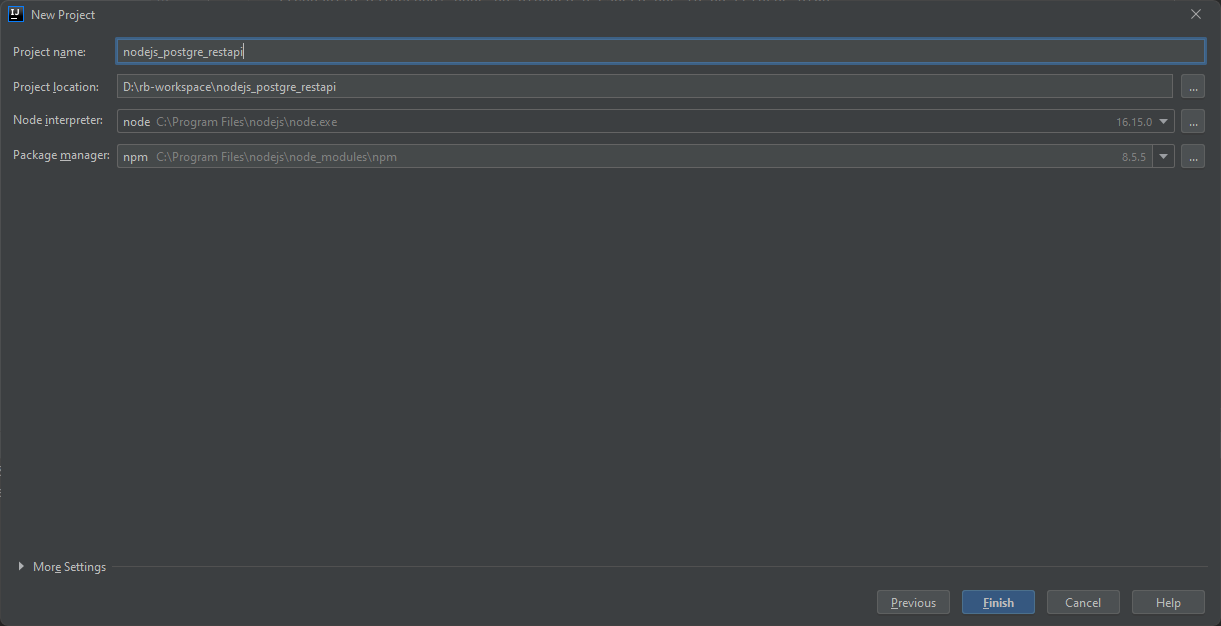 IJ New Project
Project name: nodejs_postgre_restapi
Project location: D:\rb-workspace\nodejs_postgre_restapi ...
Node interpreter: node C:\Program Files\nodejs\node.exe 16.15.0 ...
Package manager: npm C:\Program Files\nodejs\node_modules\npm 8.5.5 ...
More Settings
Previous Finish Cancel Help